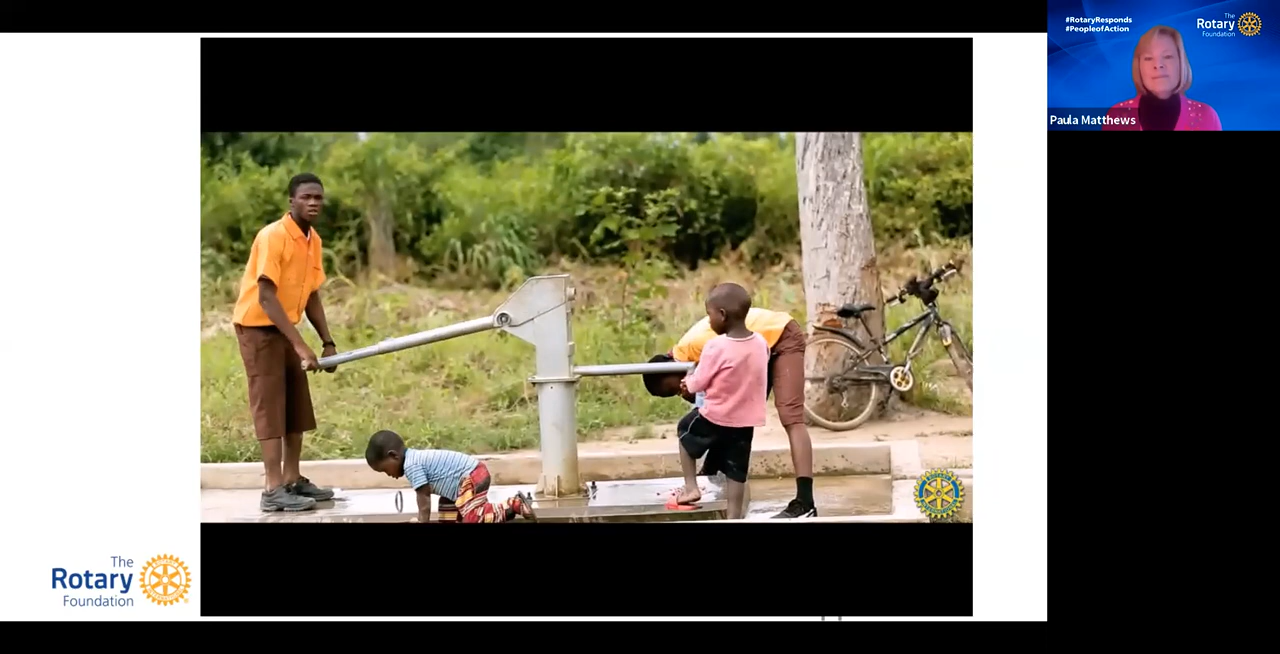 #RotaryResponds
#PeopleofAction
The
Rotary
Foundation
Paula Matthews
The
Rotary
Foundation